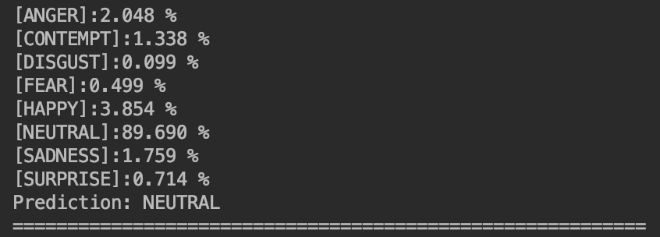 [ANGER]:2.048 %
[CONTEMPT]:1.338 %
[DISGUST]:0.099 %
[FEAR]:0.499 %
[HAPPY]:3.854 %
[NEUTRAL]:89.690 %
[SADNESS]:1.759 %
[SURPRISE]:0.714 %
Prediction: NEUTRAL
==========================================================